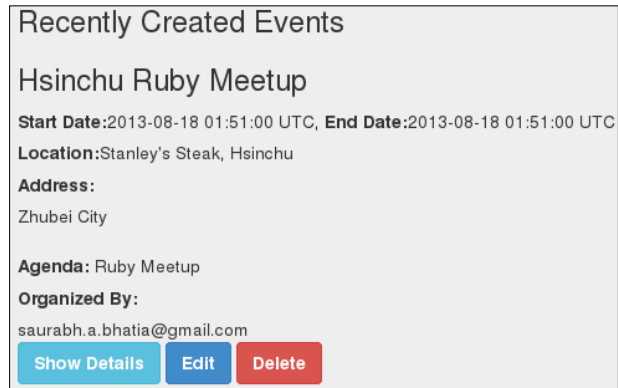 Recently Created Events
Hsinchu Ruby Meetup
Start Date:2013-08-18 01:51:00 UTC, End Date:2013-08-18 01:51:00 UTC
Location:Stanley's Steak, Hsinchu
Address:
Zhubei City
Agenda: Ruby Meetup
Organized By:
saurabh.a.bhatia@gmail.com
Show Details Edit Delete